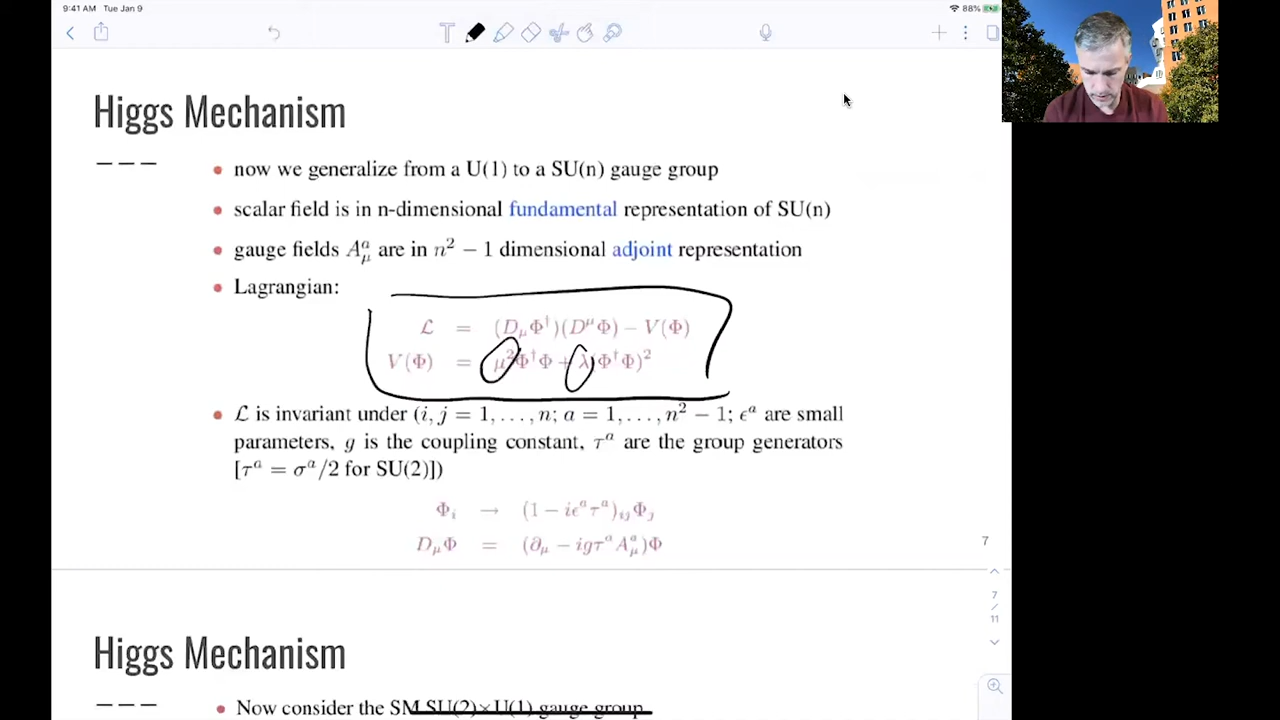 9:41 AM Tue Jan 9
88%
Higgs Mechanism
now we generalize from a U(1) to a SU(n) gauge group
scalar field is in n-dimensional fundamental representation of SU(n)
gauge fields A^a_μ are in n² − 1 dimensional adjoint representation
Lagrangian:
ℒ = (D_μΦ†)(D^μΦ) − V(Φ)
V(Φ) = μ²Φ†Φ + λ(Φ†Φ)²
ℒ is invariant under (i, j = 1, . . . , n; a = 1, . . . , n² − 1; ϵ^a are small
parameters, g is the coupling constant, τ^a are the group generators
[τ^a = σ^a/2 for SU(2)])
Φ_i → (1 − iϵ^aτ^a)_{ij}Φ_j
D_μΦ = (∂_μ − igτ^aA^a_μ)Φ
7
7
/
11
Higgs Mechanism
Now consider the SM SU(2)×U(1) gauge group